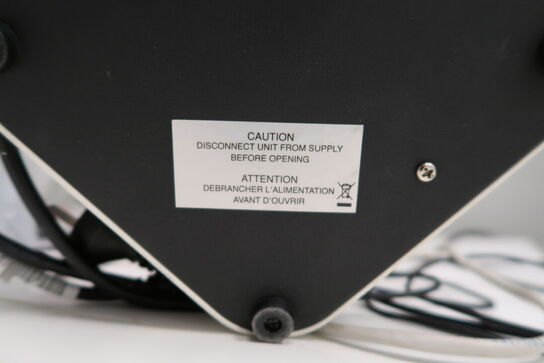 CAUTION
DISCONNECT UNIT FROM SUPPLY
BEFORE OPENING
ATTENTION
DEBRANCHER L'ALIMENTATION
AVANT D'OUVRIR